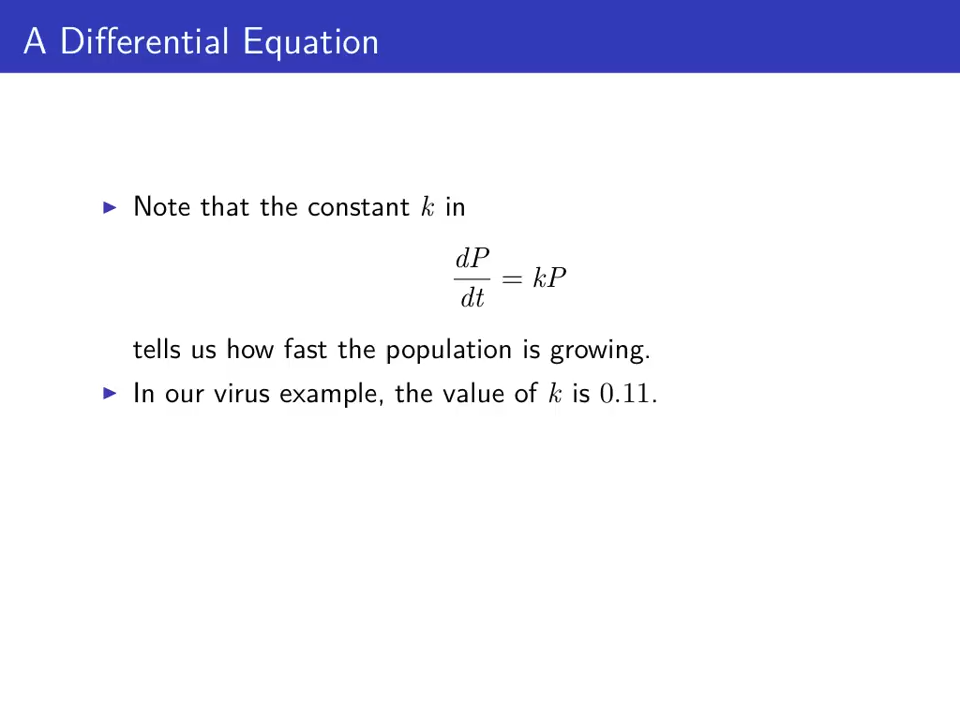 A Differential Equation
▶ Note that the constant k in
dP/dt = kP
tells us how fast the population is growing.
▶ In our virus example, the value of k is 0.11.